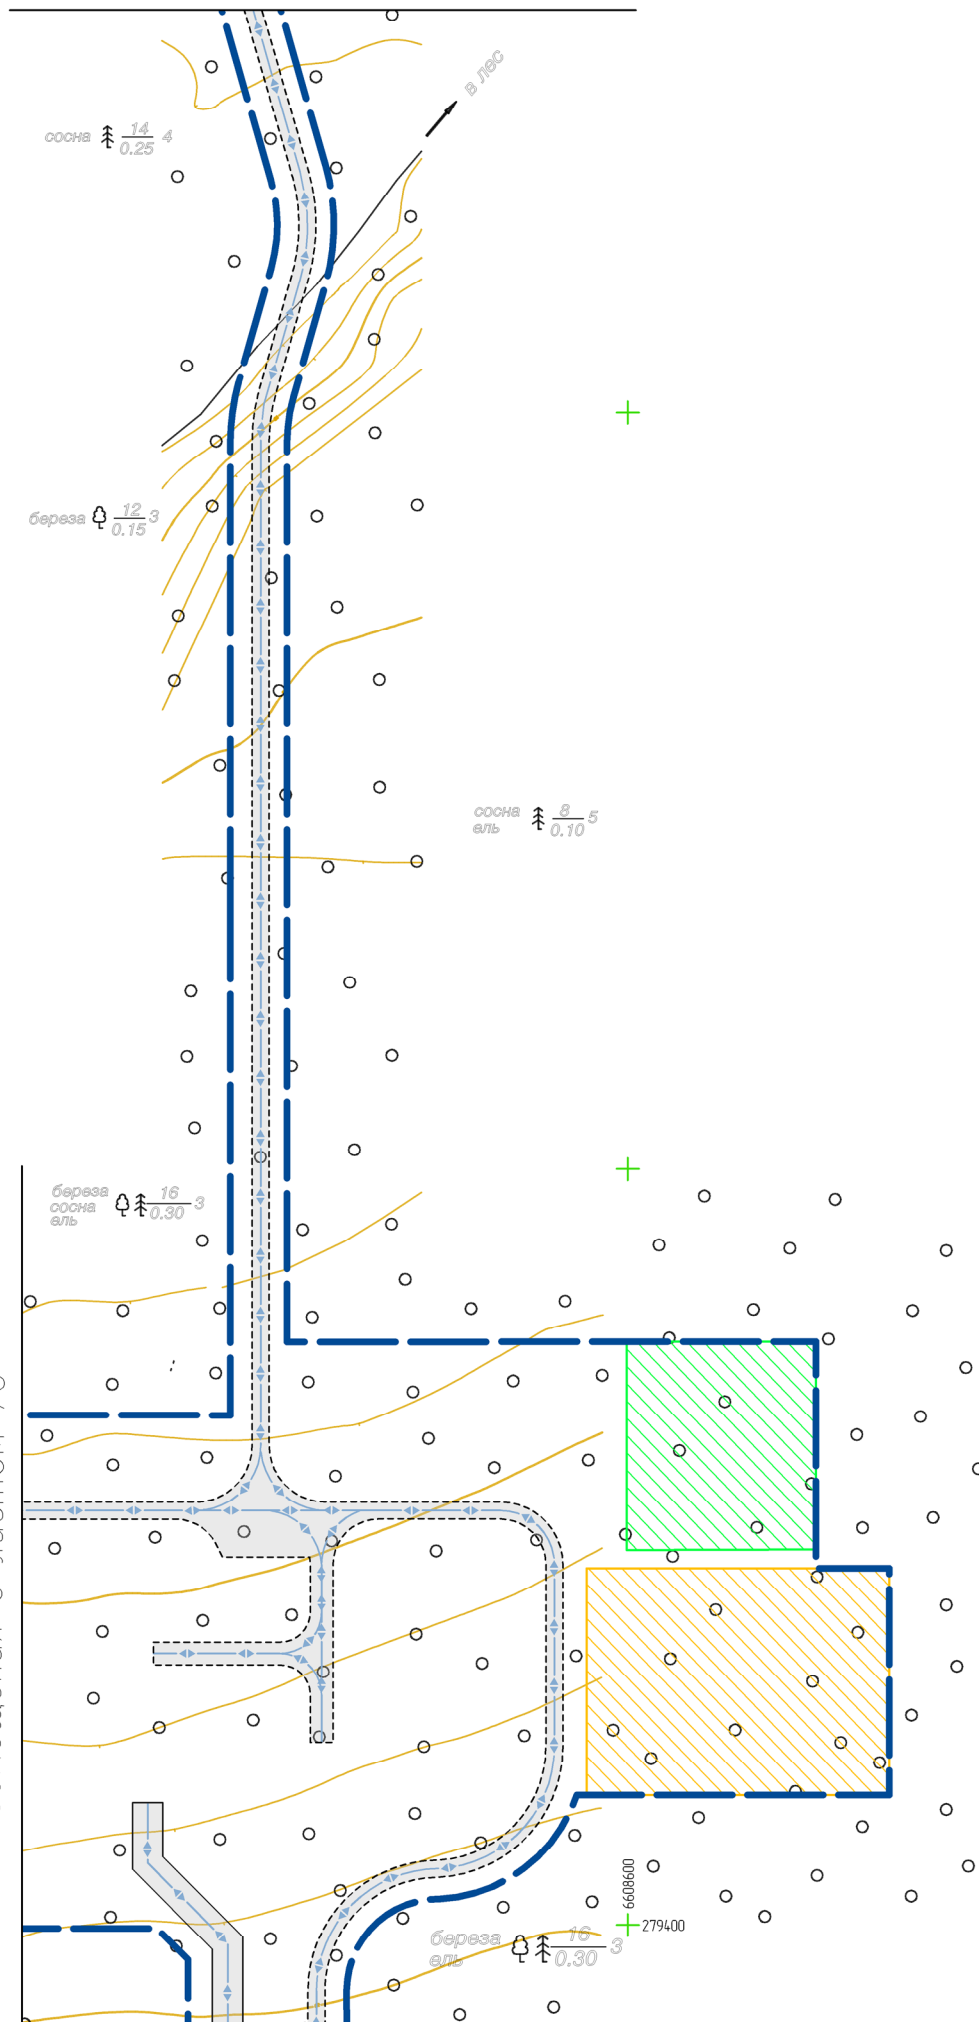 в лес
сосна 14 4
0.25
береза 12 3
0.15
сосна 8 5
ель 0.10
береза 16 3
сосна 0.30
ель
6608600
279400
береза 16 3
ель 0.30